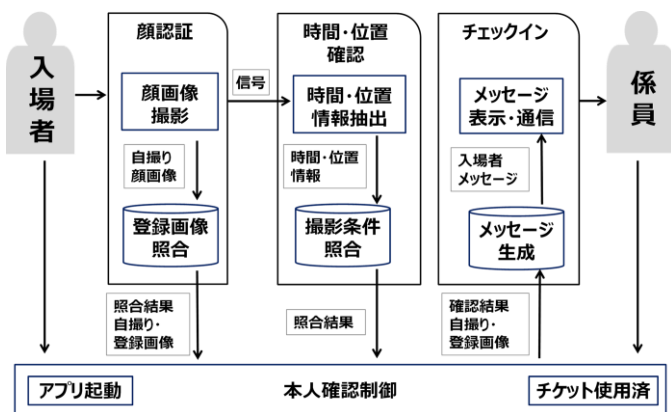 入場者
顔認証
顔画像
撮影
自撮り
顔画像
登録画像
照合
照合結果
自撮り・
登録画像
信号
時間・位置
確認
時間・位置
情報抽出
時間・位置
情報
撮影条件
照合
照合結果
チェックイン
メッセージ
表示・通信
入場者
メッセージ
メッセージ
生成
確認結果
自撮り・
登録画像
係員
アプリ起動
本人確認制御
チケット使用済